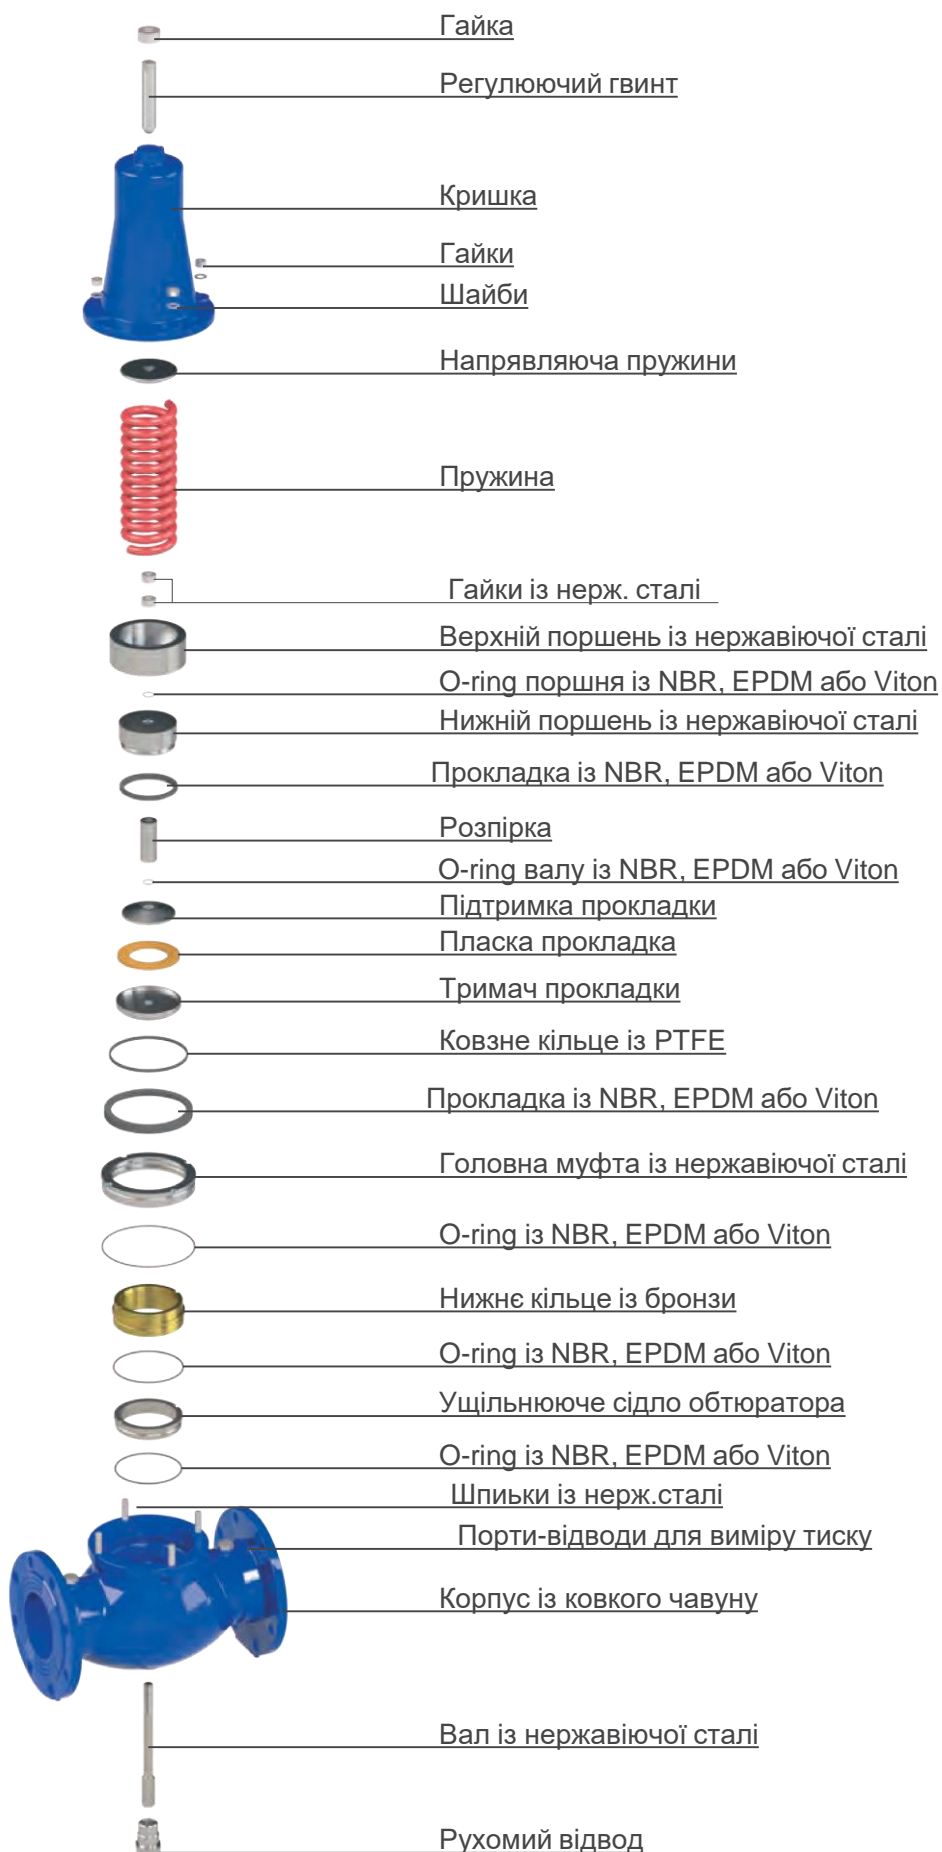 Гайка
Регулюючий гвинт
Кришка
Гайки
Шайби
Напрявляюча пружини
Пружина
Гайки із нерж. сталі
Верхній поршень із нержавіючої сталі
O-ring поршня із NBR, EPDM або Viton
Нижній поршень із нержавіючої сталі
Прокладка із NBR, EPDM або Viton
Розпірка
O-ring валу із NBR, EPDM або Viton
Підтримка прокладки
Пласка прокладка
Тримач прокладки
Ковзне кільце із PTFE
Прокладка із NBR, EPDM або Viton
Головна муфта із нержавіючої сталі
O-ring із NBR, EPDM або Viton
Нижнє кільце із бронзи
O-ring із NBR, EPDM або Viton
Ущільнююче сідло обтюратора
O-ring із NBR, EPDM або Viton
Шпиьки із нерж.сталі
Порти-відводи для виміру тиску
Корпус із ковкого чавуну
Вал із нержавіючої сталі
Рухомий відвод